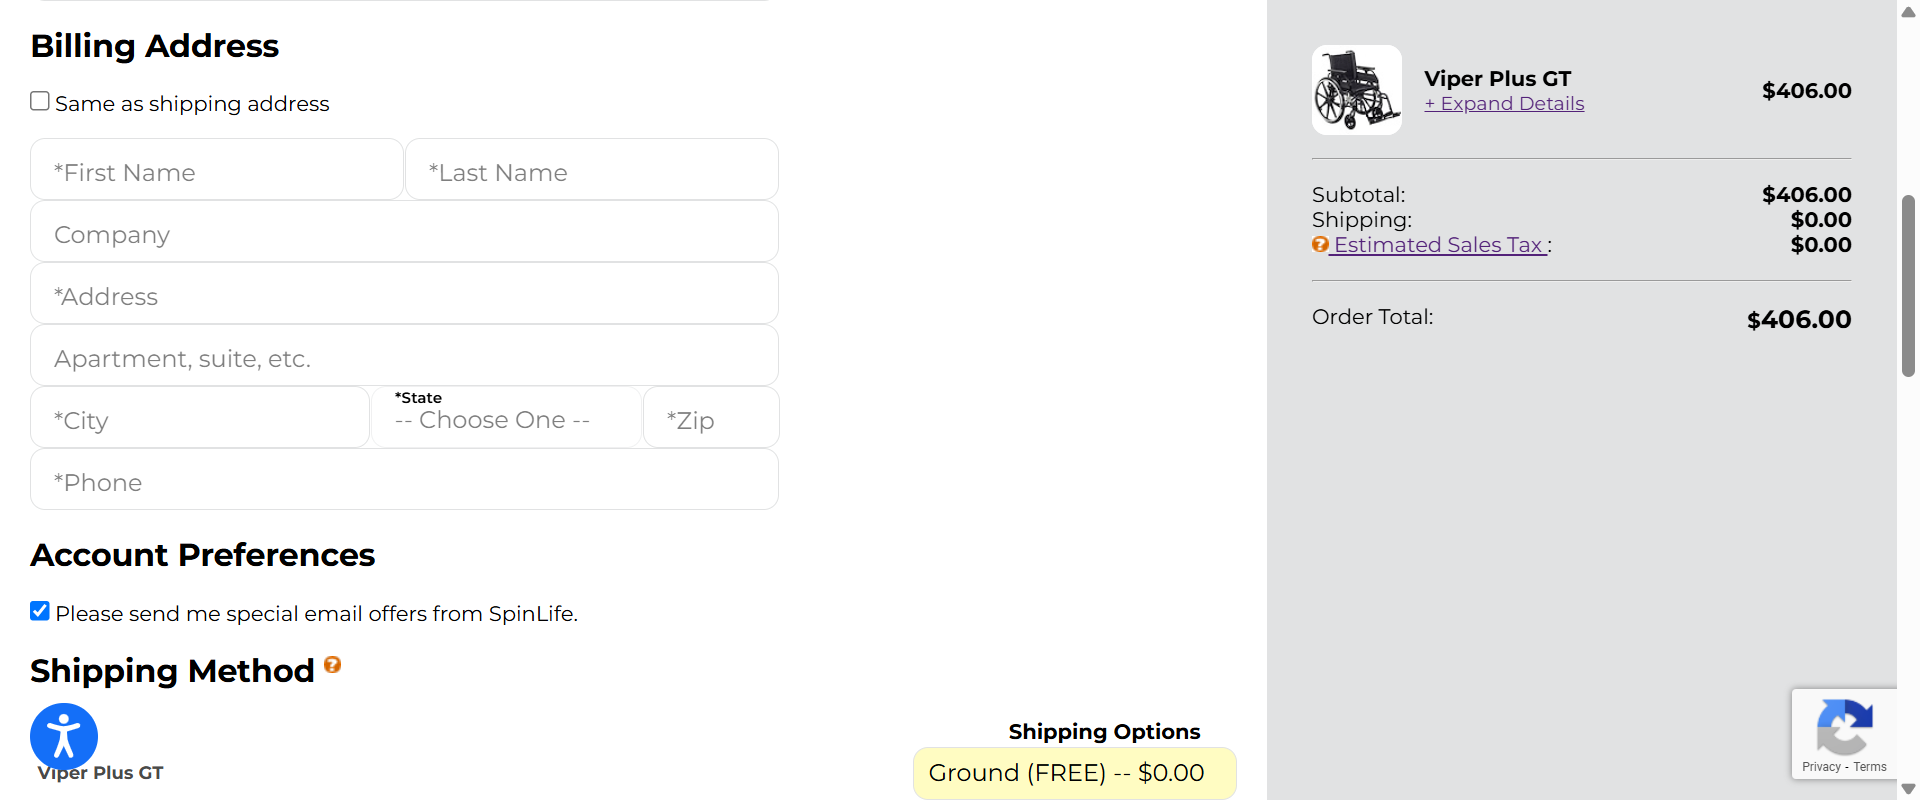 Billing Address
Same as shipping address
*First Name
*Last Name
Company
*Address
Apartment, suite, etc.
*City
*State
-- Choose One --
*Zip
*Phone
Account Preferences
Please send me special email offers from SpinLife.
Shipping Method
Shipping Options
Viper Plus GT
Ground (FREE) -- $0.00
Viper Plus GT
+ Expand Details
$406.00
Subtotal: $406.00
Shipping: $0.00
Estimated Sales Tax : $0.00
Order Total: $406.00
Privacy - Terms